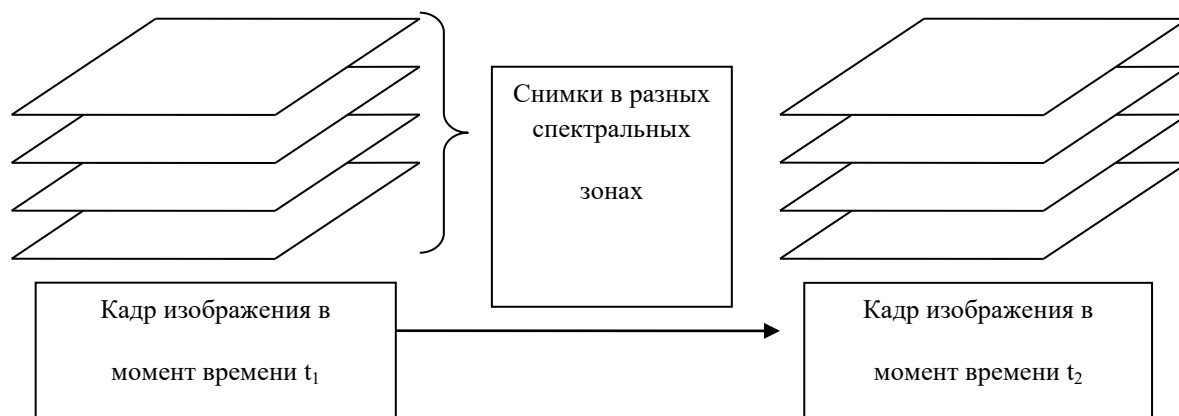 Снимки в разных
спектральных
зонах
Кадр изображения в
момент времени t₁
Кадр изображения в
момент времени t₂